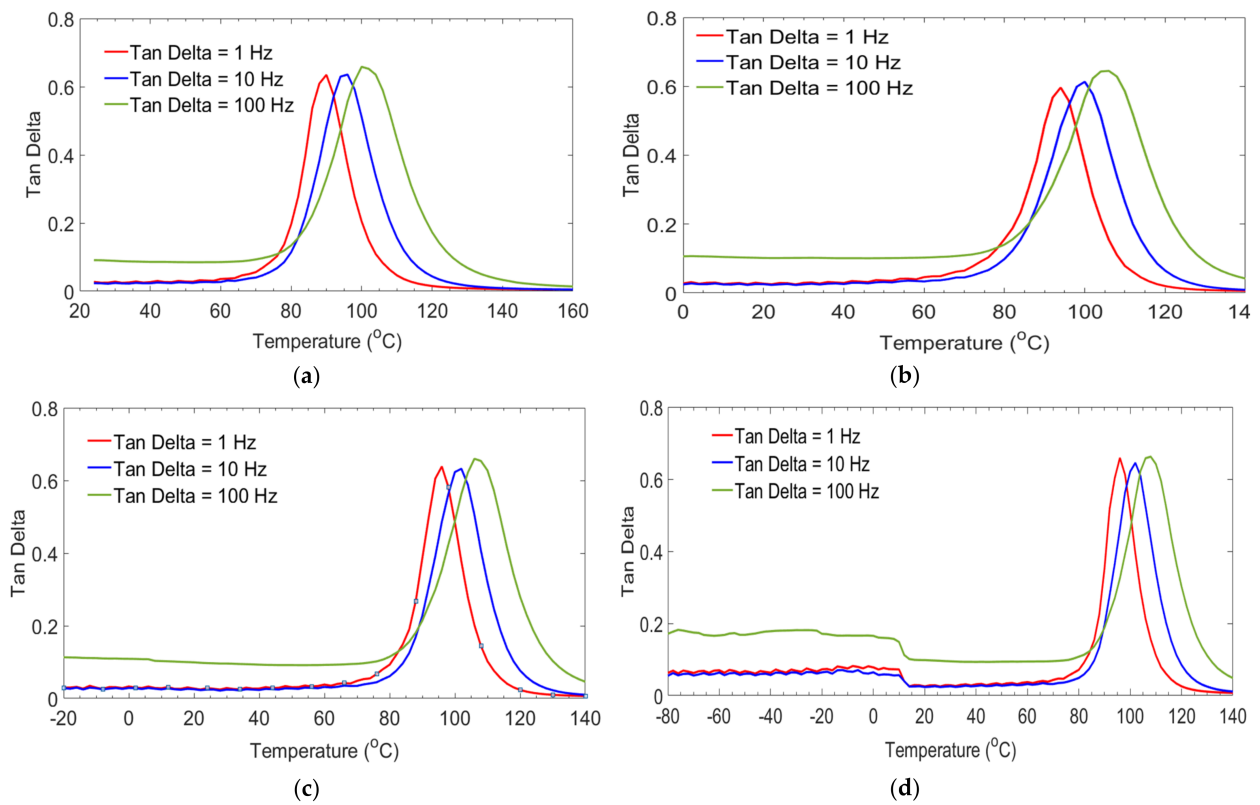 0.8
Tan Delta = 1 Hz
Tan Delta = 10 Hz
Tan Delta = 100 Hz
0.6
0.4
0.2
0
Tan Delta
20 40 60 80 100 120 140 160
Temperature (°C)
(a)
0.8
Tan Delta = 1 Hz
Tan Delta = 10 Hz
Tan Delta = 100 Hz
0.6
0.4
0.2
0
Tan Delta
0 20 40 60 80 100 120 140
Temperature (°C)
(b)
0.8
Tan Delta = 1 Hz
Tan Delta = 10 Hz
Tan Delta = 100 Hz
0.6
0.4
0.2
0
Tan Delta
-20 0 20 40 60 80 100 120 140
Temperature (°C)
(c)
0.8
Tan Delta = 1 Hz
Tan Delta = 10 Hz
Tan Delta = 100 Hz
0.6
0.4
0.2
0
Tan Delta
-80 -60 -40 -20 0 20 40 60 80 100 120 140
Temperature (°C)
(d)